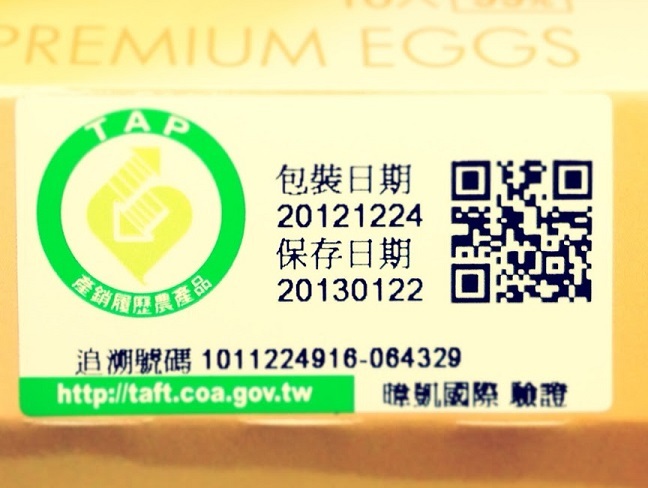 PREMIUM EGGS
TAP
產銷履歷農產品
包裝日期
20121224
保存日期
20130122
追溯號碼 1011224916-064329
http://taft.coa.gov.tw
暐凱國際 驗證